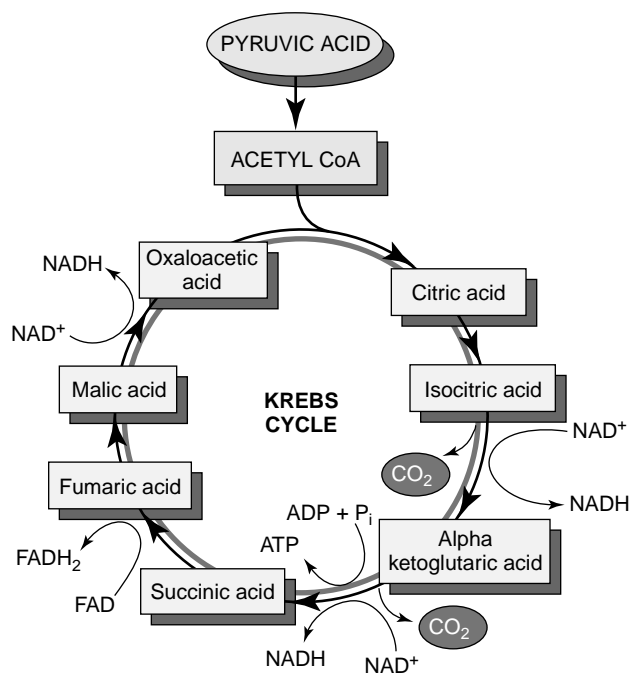 PYRUVIC ACID
ACETYL CoA
Oxaloacetic
acid
Citric acid
NADH
NAD⁺
Malic acid
Isocitric acid
KREBS
CYCLE
CO₂
NAD⁺
NADH
Fumaric acid
ADP + Pᵢ
ATP
Alpha
ketoglutaric acid
FADH₂
FAD
Succinic acid
CO₂
NADH
NAD⁺